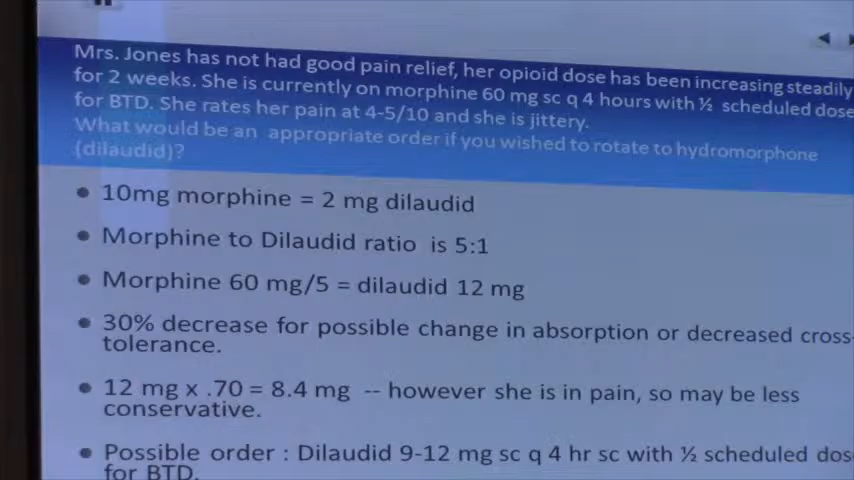 Mrs. Jones has not had good pain relief, her opioid dose has been increasing steadily
for 2 weeks. She is currently on morphine 60 mg sc q 4 hours with ½ scheduled dose
for BTD. She rates her pain at 4-5/10 and she is jittery.
What would be an appropriate order if you wished to rotate to hydromorphone
(dilaudid)?
• 10mg morphine = 2 mg dilaudid
• Morphine to Dilaudid ratio is 5:1
• Morphine 60 mg/5 = dilaudid 12 mg
• 30% decrease for possible change in absorption or decreased cross-
tolerance.
• 12 mg x .70 = 8.4 mg -- however she is in pain, so may be less
conservative.
• Possible order : Dilaudid 9-12 mg sc q 4 hr sc with ½ scheduled dos
for BTD.